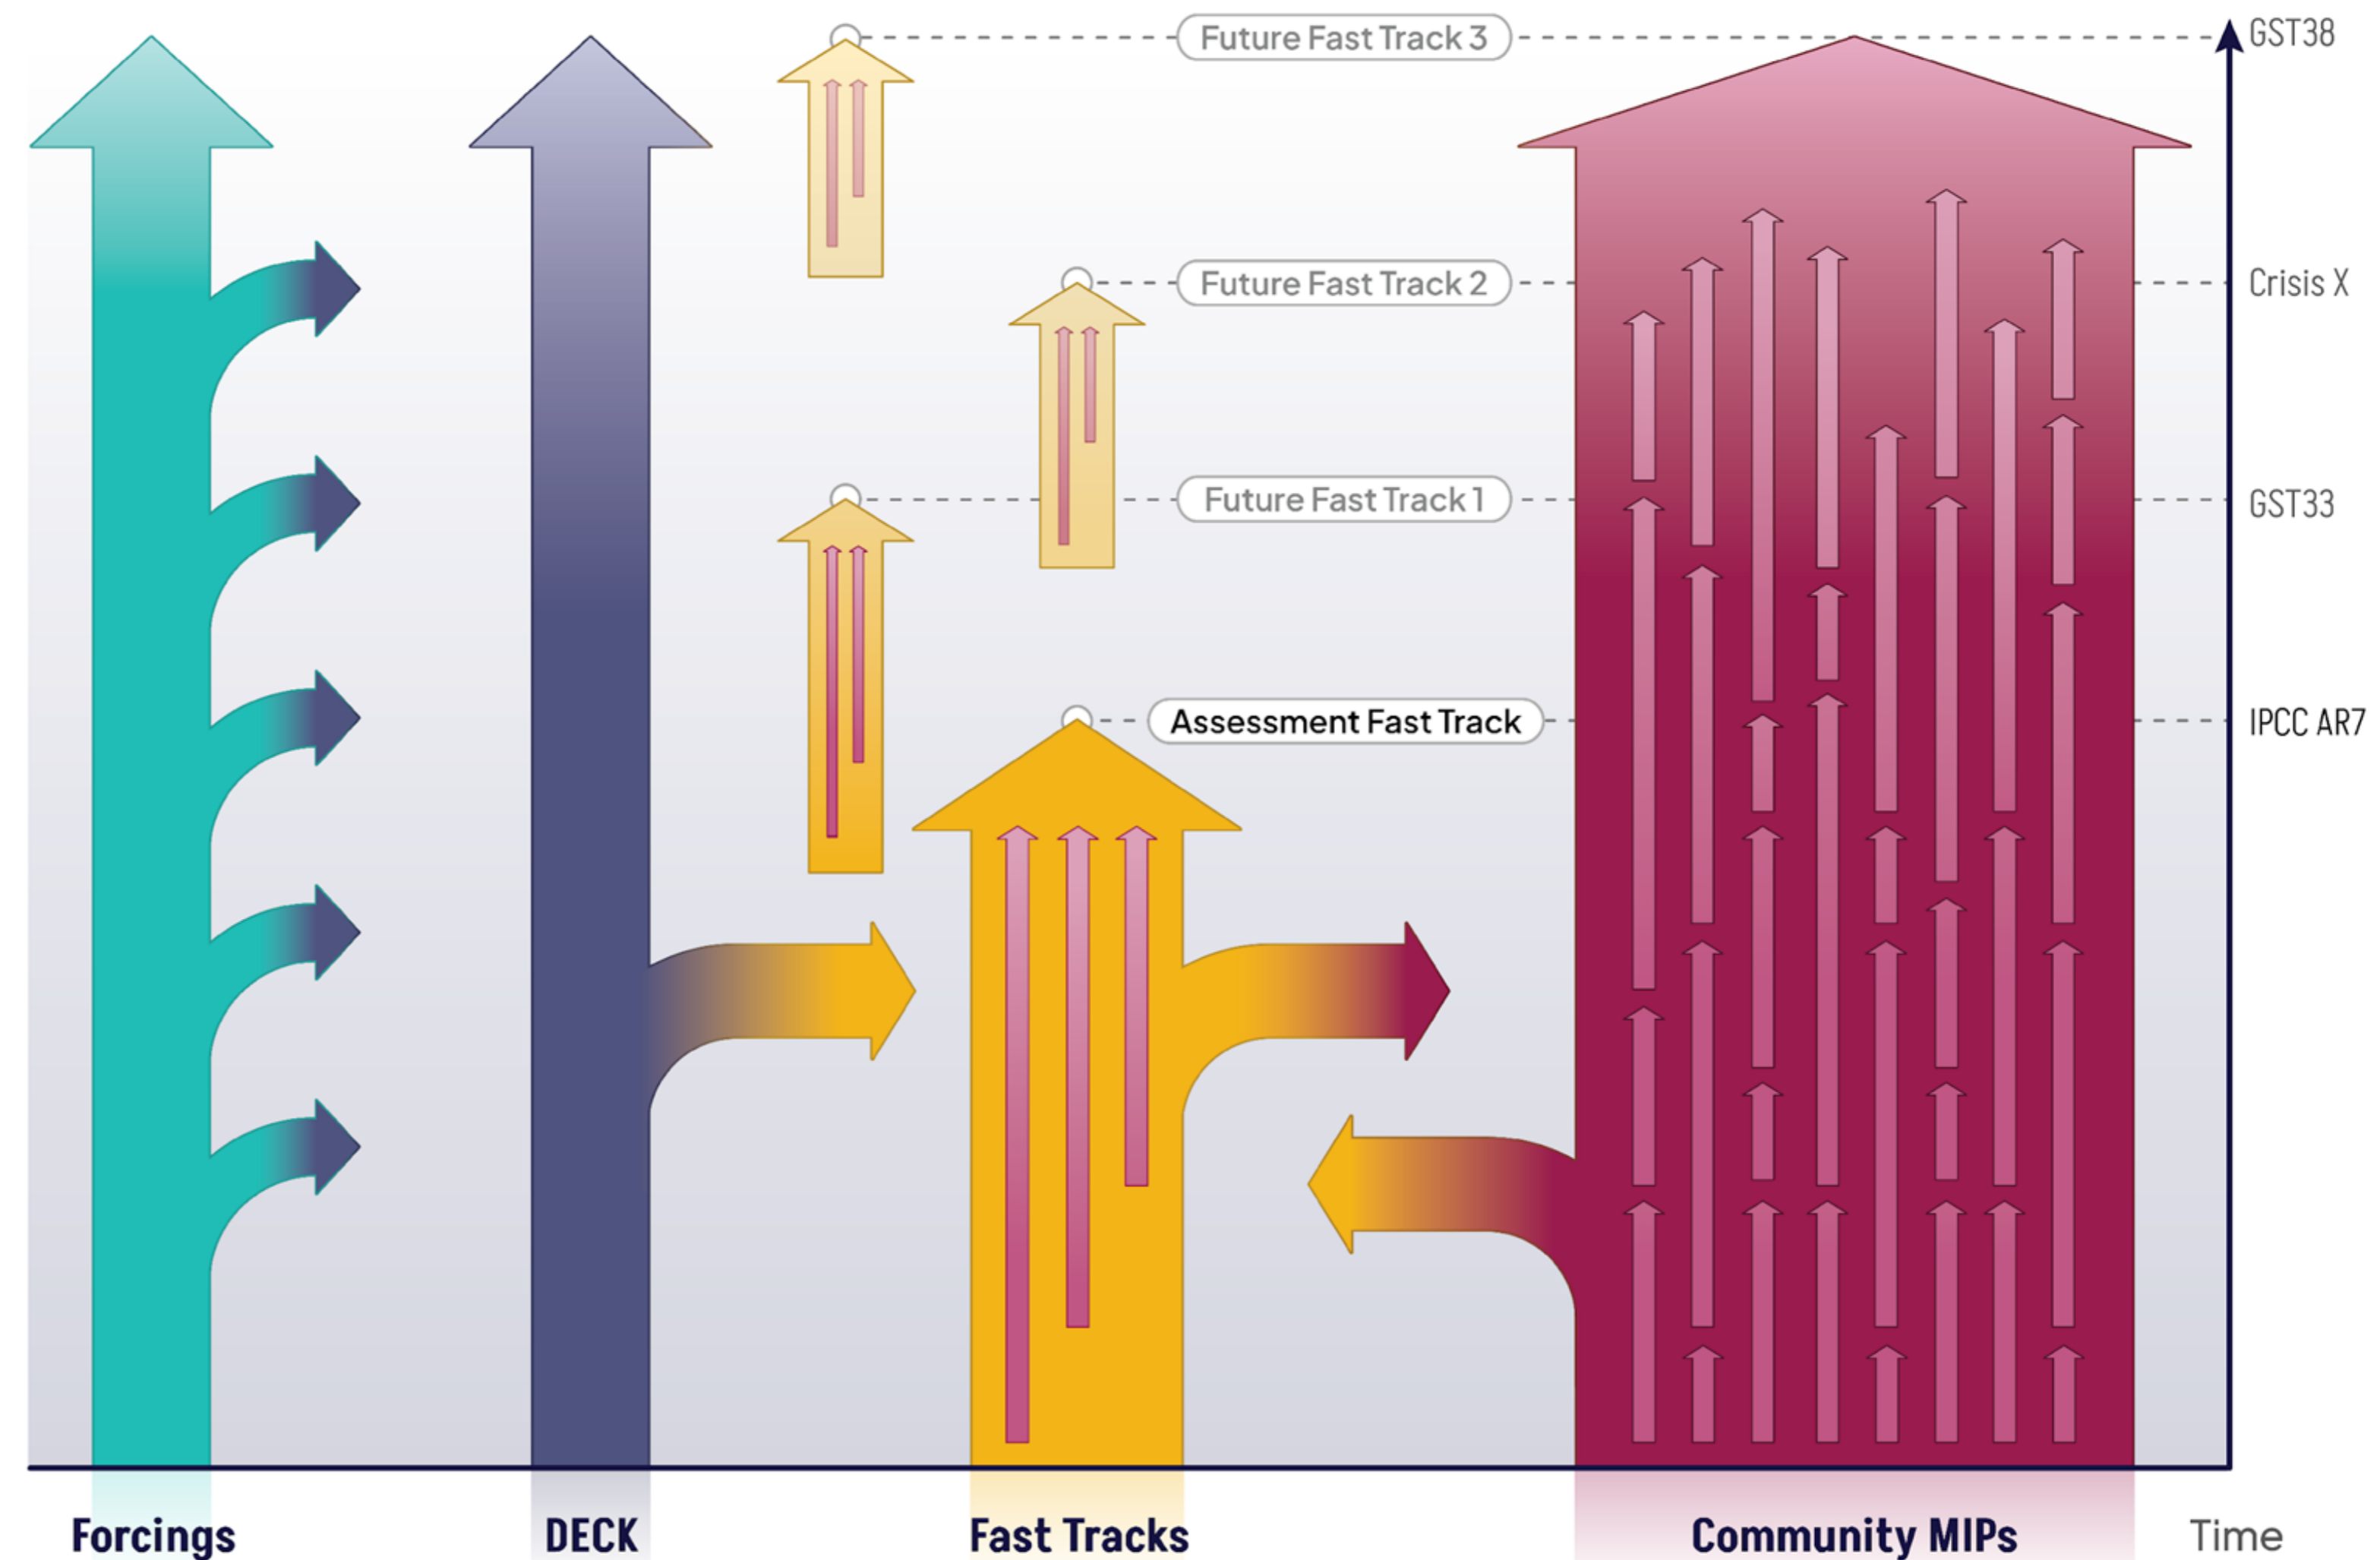 Future Fast Track 3
GST38
Future Fast Track 2
Crisis X
Future Fast Track 1
GST33
Assessment Fast Track
IPCC AR7
Forcings
DECK
Fast Tracks
Community MIPs
Time